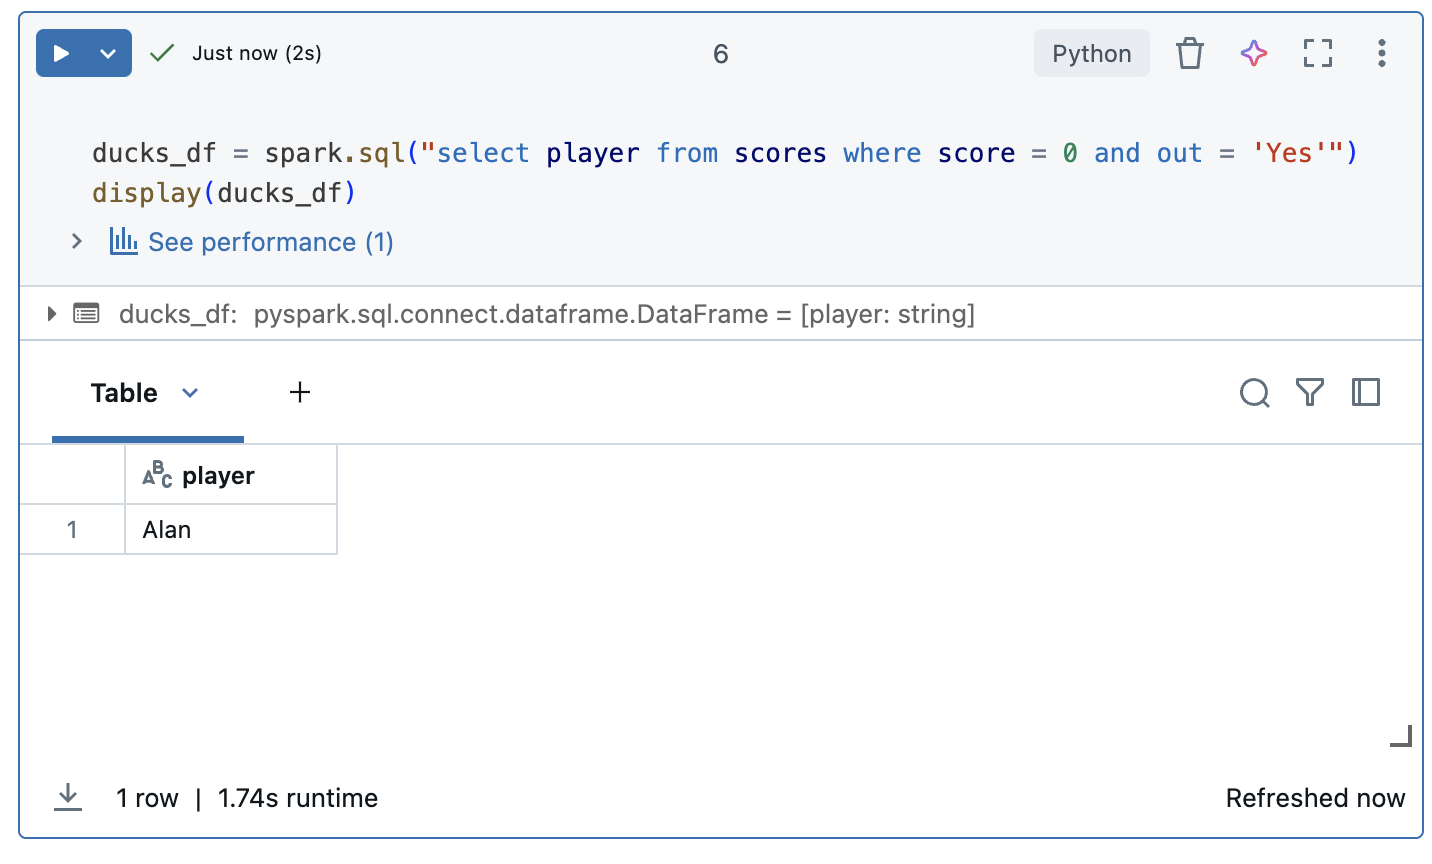 Just now (2s)
6
Python
ducks_df = spark.sql("select player from scores where score = 0 and out = 'Yes'")
display(ducks_df)
See performance (1)
ducks_df: pyspark.sql.connect.dataframe.DataFrame = [player: string]
Table
ABC player
1 Alan
1 row | 1.74s runtime
Refreshed now